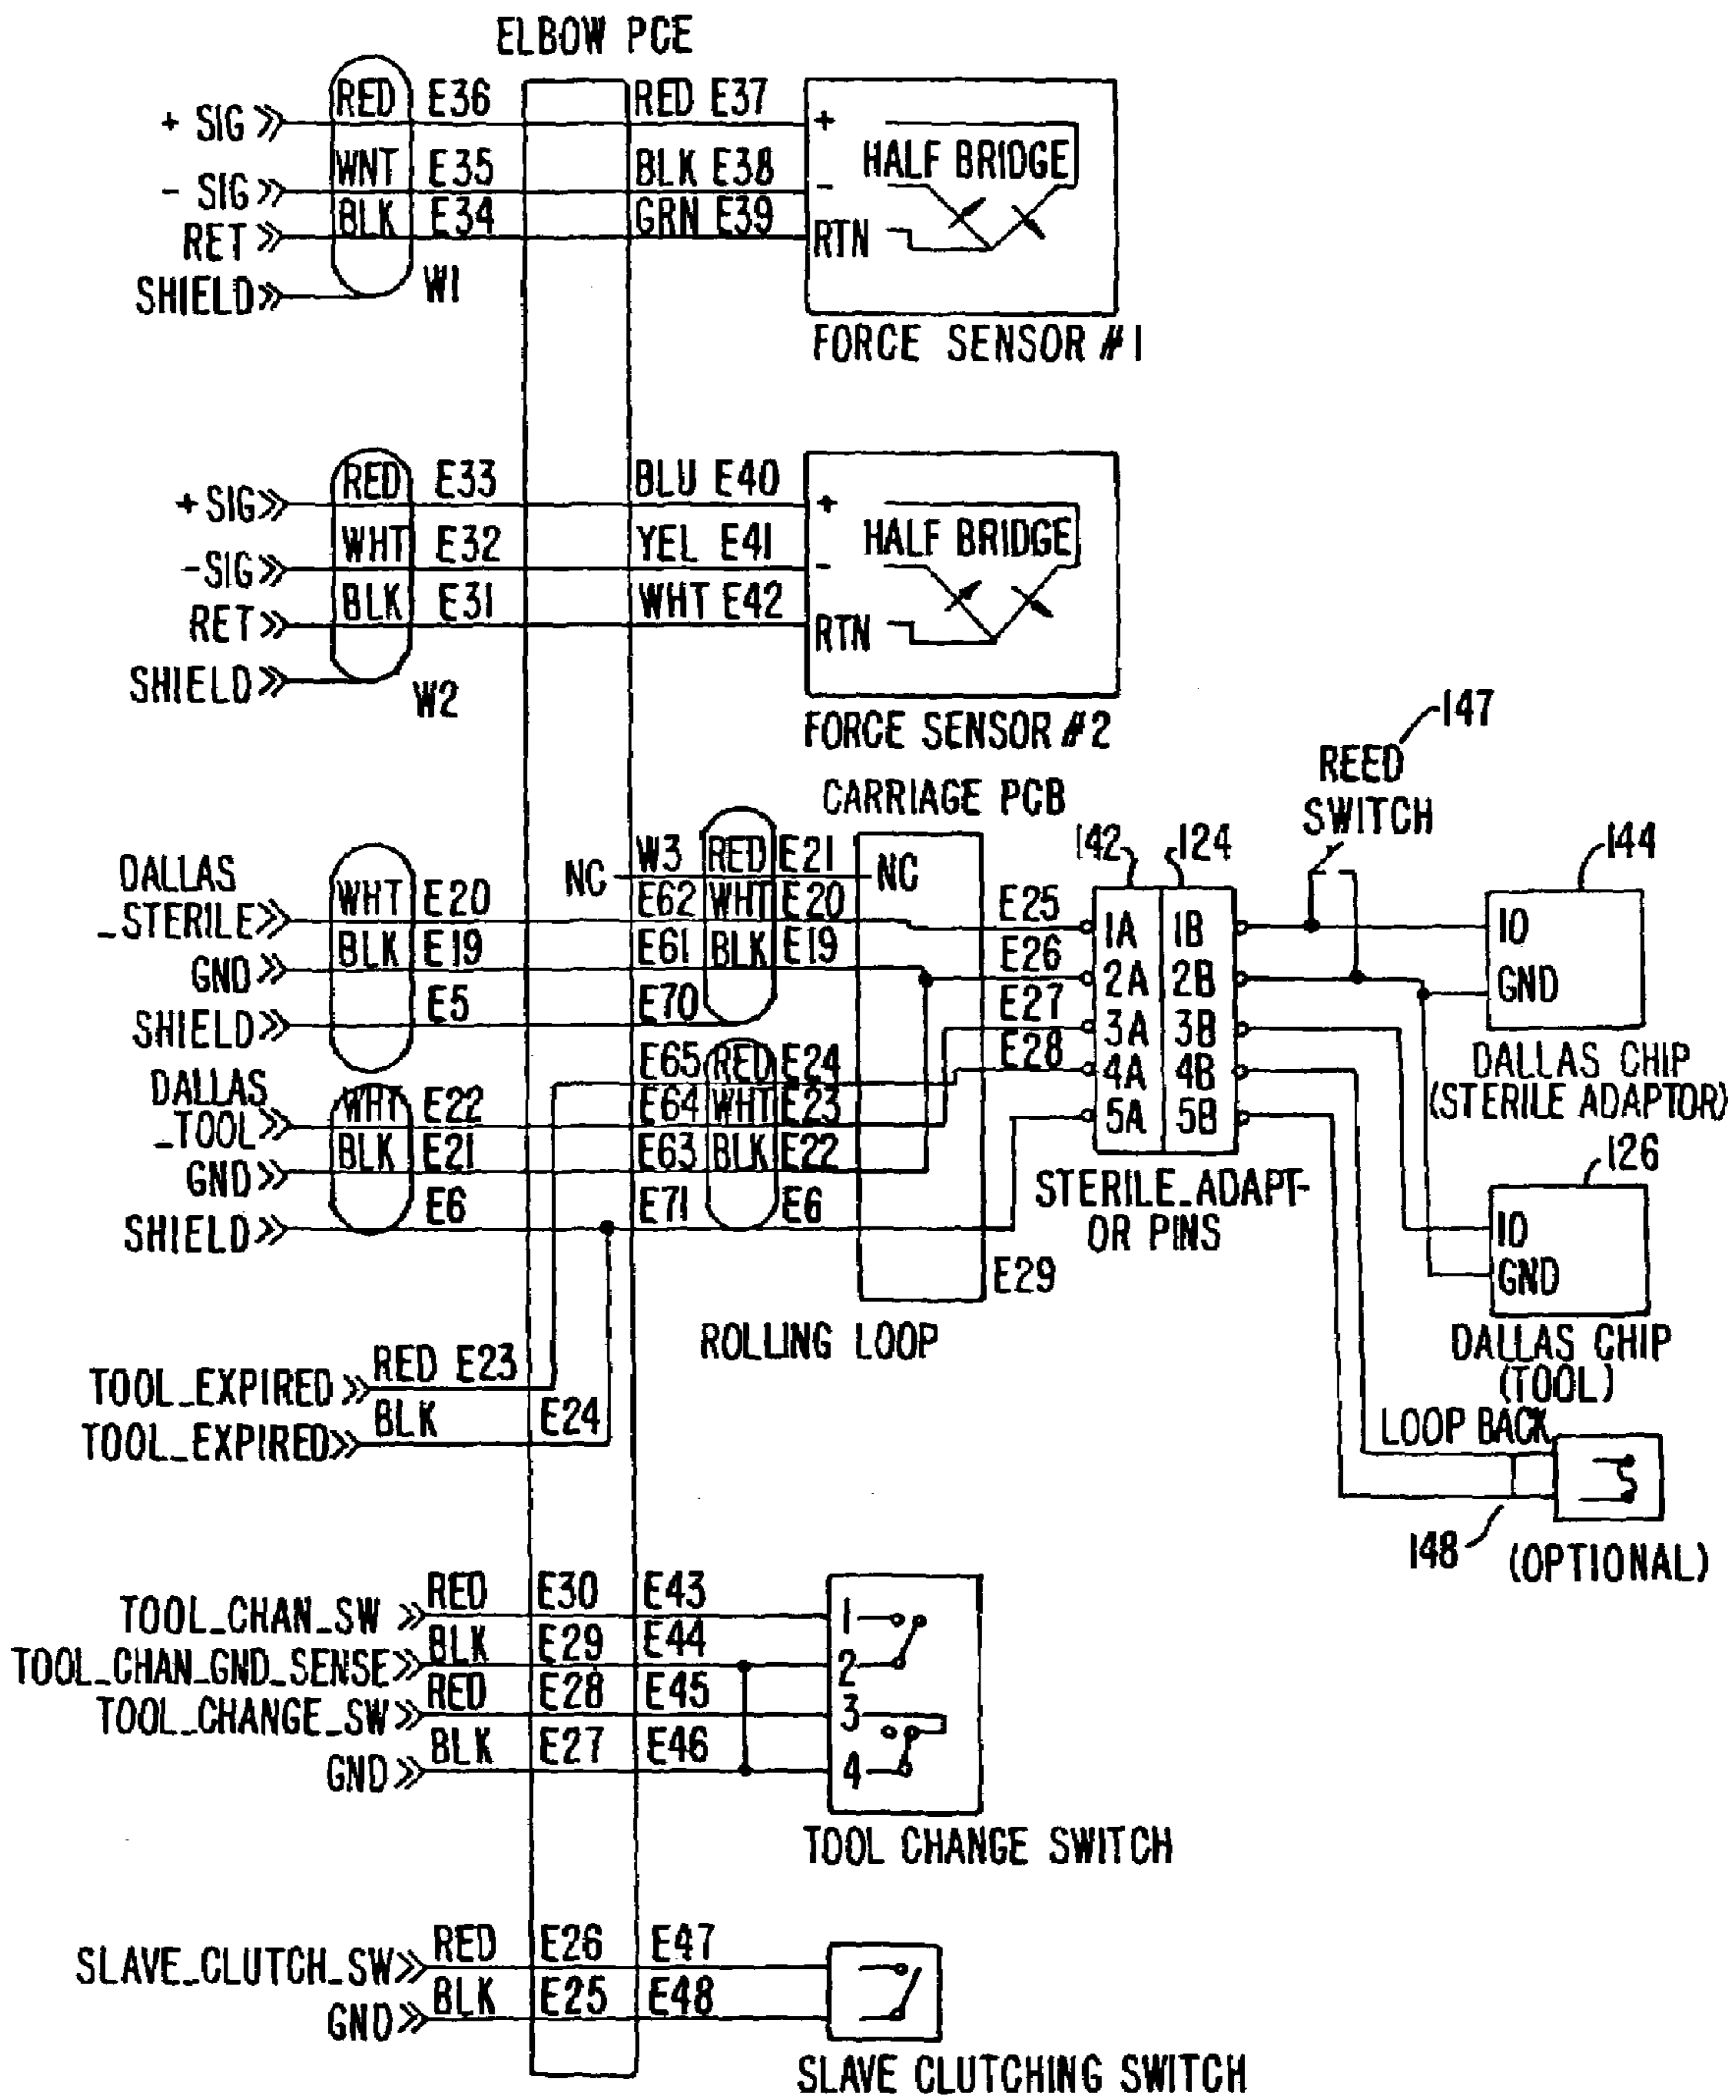 ELBOW PCE
RED E36 RED E37
+ SIG +
HALF BRIDGE
WNT E35 BLK E38
- SIG -
BLK E34 GRN E39
RET RTN
SHIELD W1
FORCE SENSOR #1
RED E33 BLU E40
+SIG +
HALF BRIDGE
WHT E32 YEL E41
-SIG -
BLK E31 WHT E42
RET RTN
SHIELD W2
FORCE SENSOR #2
147
REED
SWITCH
CARRIAGE PCB
142 124 144
W3 RED E21
NC NC
DALLAS
_STERILE WHT E20 E62 WHT E20 E25 1A 1B IO
GND BLK E19 E61 BLK E19 E26 2A 2B GND
SHIELD E5 E70 E27 3A 3B
DALLAS CHIP
(STERILE ADAPTOR)
E65 RED E24 E28 4A 4B
DALLAS
_TOOL WHT E22 E64 WHT E23 5A 5B
GND BLK E21 E63 BLK E22
SHIELD E6 E71 E6
STERILE_ADAPT-
OR PINS
126
IO
GND
E29
DALLAS CHIP
(TOOL)
ROLLING LOOP
TOOL_EXPIRED RED E23
TOOL_EXPIRED BLK E24
LOOP BACK
148 (OPTIONAL)
TOOL_CHAN_SW RED E30 E43 1
TOOL_CHAN_GND_SENSE BLK E29 E44 2
TOOL_CHANGE_SW RED E28 E45 3
GND BLK E27 E46 4
TOOL CHANGE SWITCH
SLAVE_CLUTCH_SW RED E26 E47
GND BLK E25 E48
SLAVE CLUTCHING SWITCH